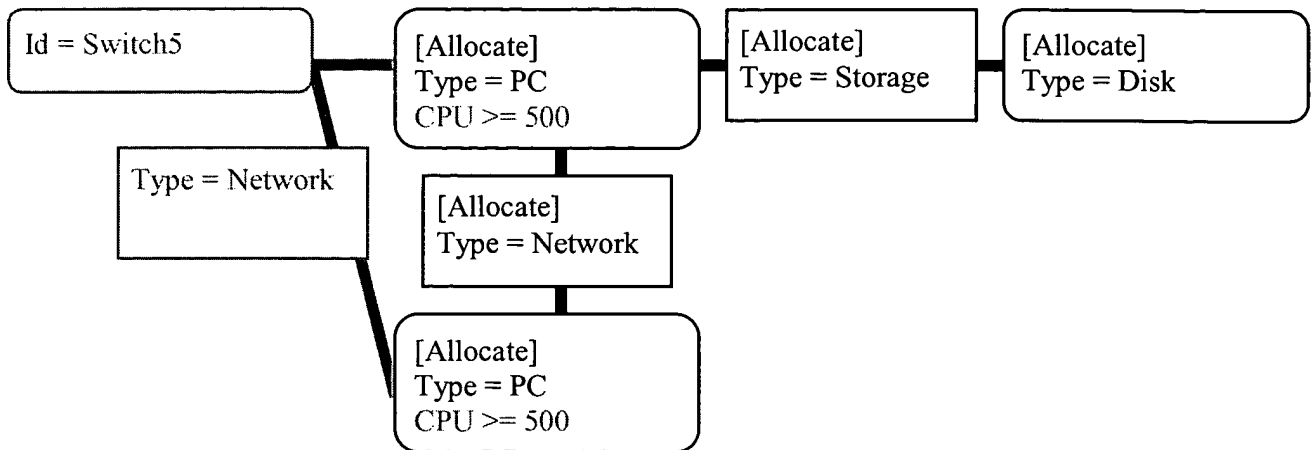 Id = Switch5
[Allocate]
Type = PC
CPU >= 500
[Allocate]
Type = Storage
[Allocate]
Type = Disk
Type = Network
[Allocate]
Type = Network
[Allocate]
Type = PC
CPU >= 500